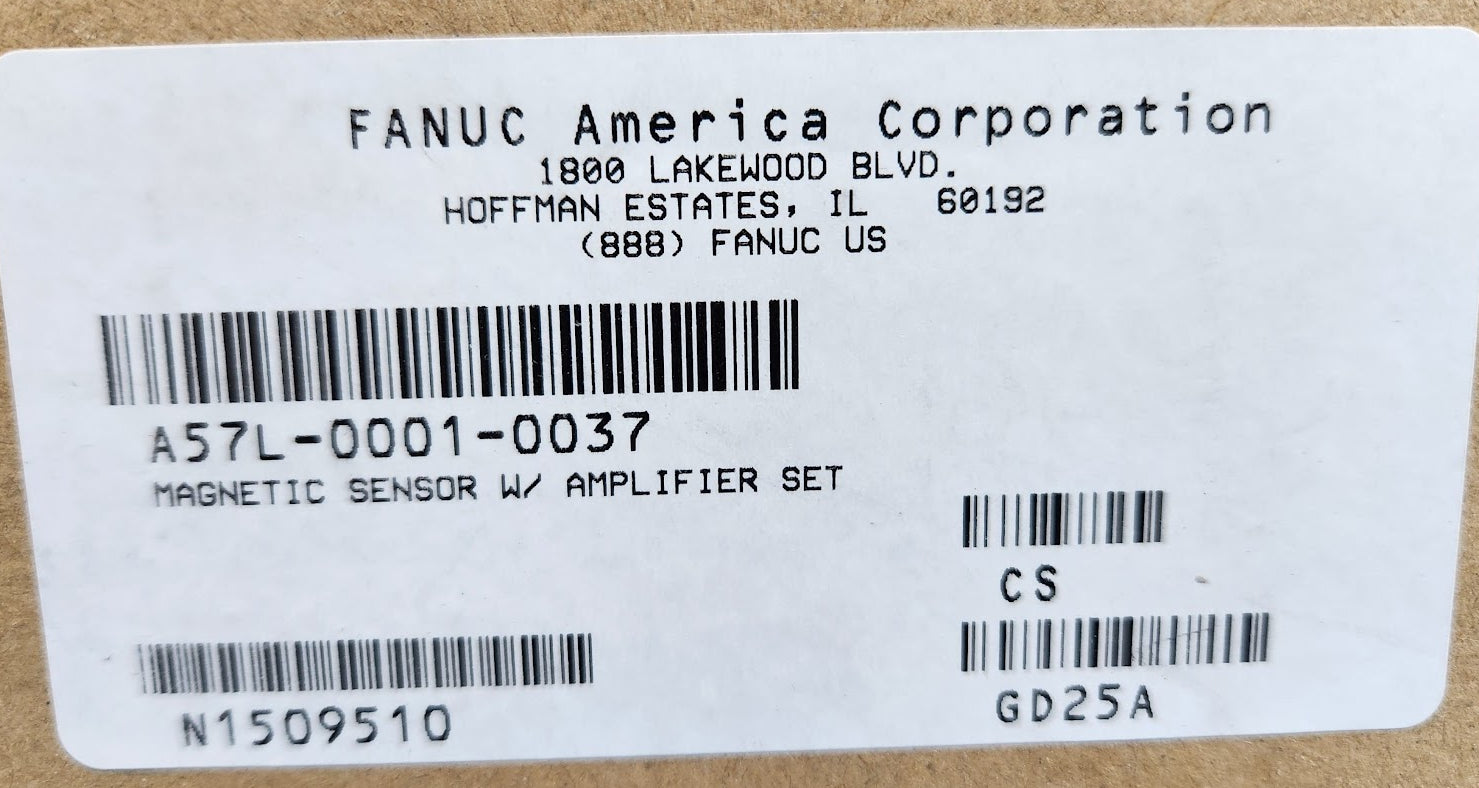 FANUC America Corporation
1800 LAKEWOOD BLVD.
HOFFMAN ESTATES, IL 60192
(888) FANUC US
A57L-0001-0037
MAGNETIC SENSOR W/ AMPLIFIER SET
CS
N1509510
GD25A